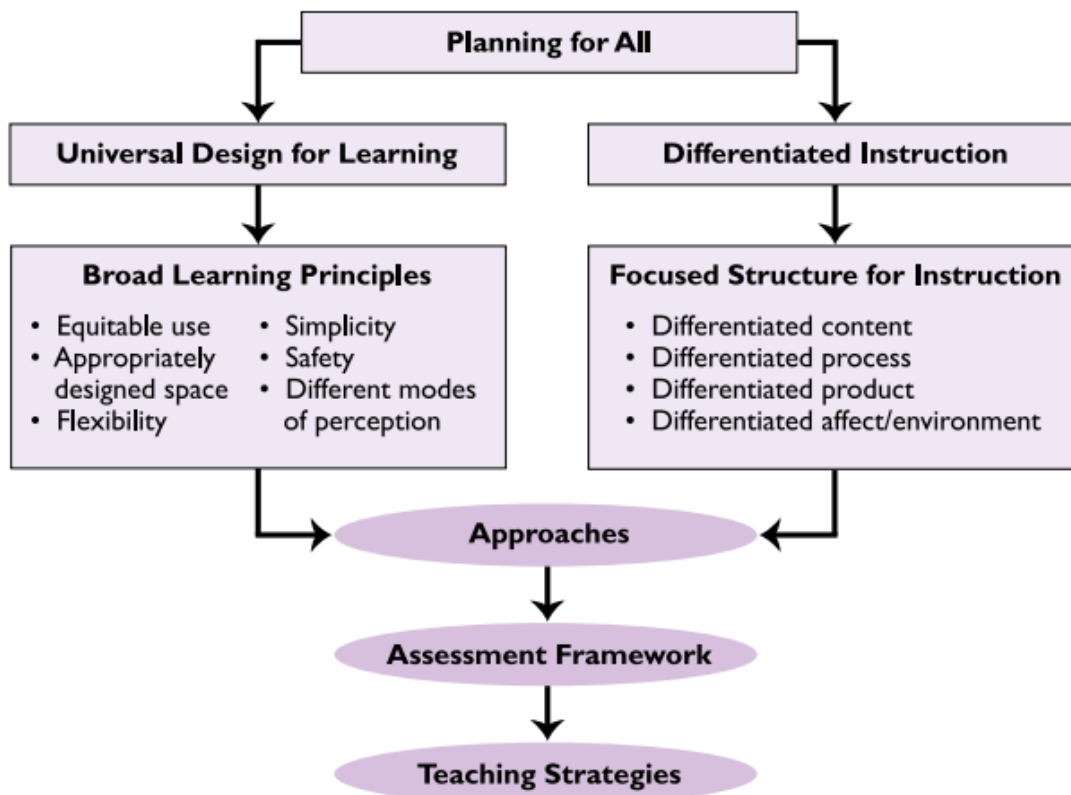 Planning for All
Universal Design for Learning
Differentiated Instruction
Broad Learning Principles
• Equitable use
• Appropriately
designed space
• Flexibility
• Simplicity
• Safety
• Different modes
of perception
Focused Structure for Instruction
• Differentiated content
• Differentiated process
• Differentiated product
• Differentiated affect/environment
Approaches
Assessment Framework
Teaching Strategies